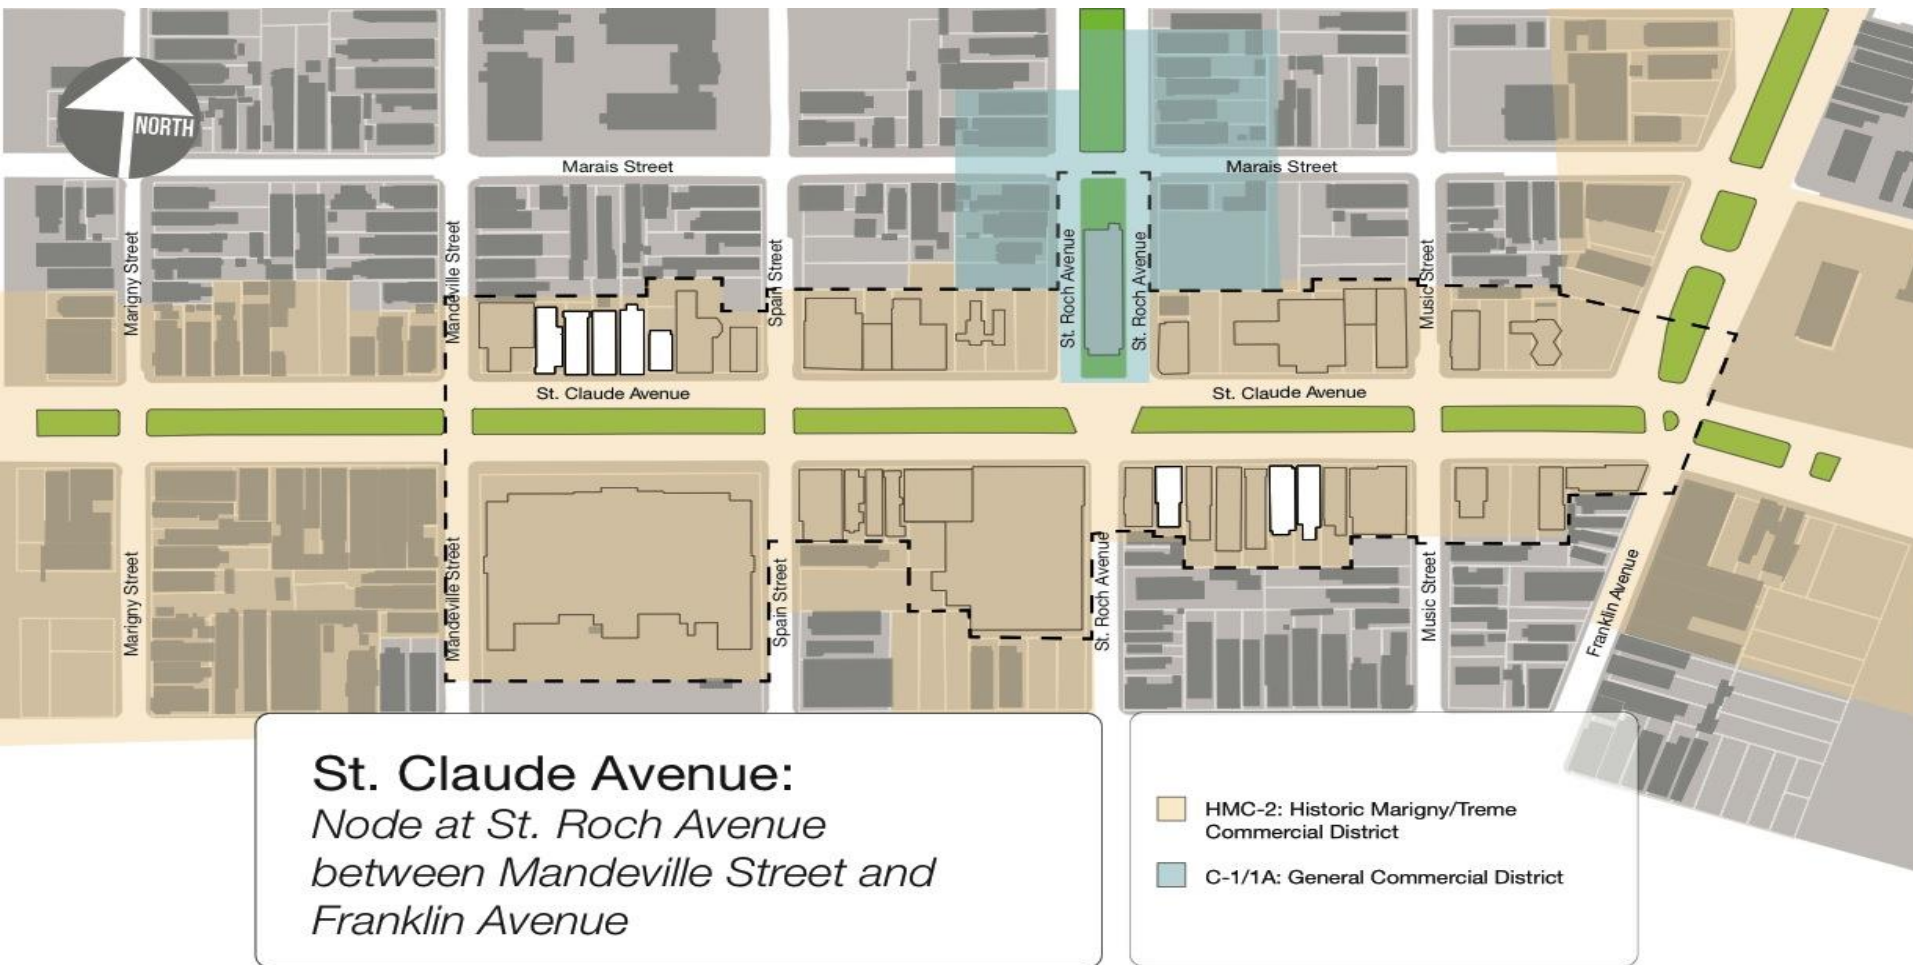 NORTH
Marais Street
Marais Street
Marigny Street
Mandeville Street
Spain Street
St. Roch Avenue
St. Roch Avenue
Music Street
St. Claude Avenue
St. Claude Avenue
Marigny Street
Mandeville Street
Spain Street
St. Roch Avenue
Music Street
Franklin Avenue
St. Claude Avenue:
Node at St. Roch Avenue
between Mandeville Street and
Franklin Avenue
HMC-2: Historic Marigny/Treme
Commercial District
C-1/1A: General Commercial District